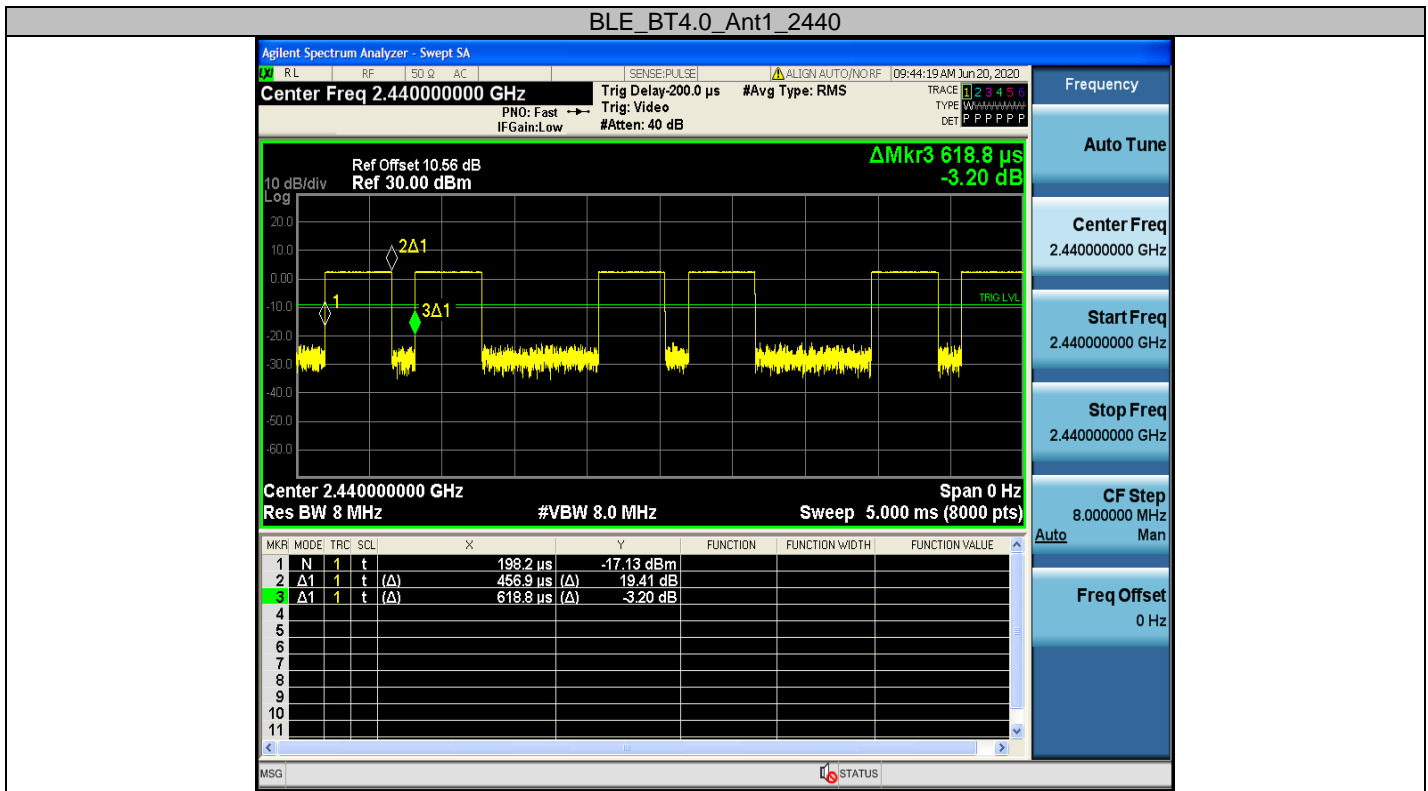 BLE_BT4.0_Ant1_2440
Agilent Spectrum Analyzer - Swept SA
LXI RL RF 50 Ω AC SENSE:PULSE ALIGN AUTO/NO RF 09:44:19 AM Jun 20, 2020
Center Freq 2.440000000 GHz
PNO: Fast
IFGain:Low
Trig Delay-200.0 µs
Trig: Video
#Atten: 40 dB
#Avg Type: RMS
TRACE 1 2 3 4 5 6
TYPE WWWWWW
DET P P P P P P
Ref Offset 10.56 dB
10 dB/div Ref 30.00 dBm
Log
ΔMkr3 618.8 µs
-3.20 dB
20.0
10.0
0.00
-10.0
-20.0
-30.0
-40.0
-50.0
-60.0
2Δ1
1
3Δ1
TRIG LVL
Center 2.440000000 GHz Span 0 Hz
Res BW 8 MHz #VBW 8.0 MHz Sweep 5.000 ms (8000 pts)
MKR MODE TRC SCL X Y FUNCTION FUNCTION WIDTH FUNCTION VALUE
1 N 1 t 198.2 µs -17.13 dBm
2 Δ1 1 t (Δ) 456.9 µs (Δ) 19.41 dB
3 Δ1 1 t (Δ) 618.8 µs (Δ) -3.20 dB
4
5
6
7
8
9
10
11
MSG STATUS
Frequency
Auto Tune
Center Freq
2.440000000 GHz
Start Freq
2.440000000 GHz
Stop Freq
2.440000000 GHz
CF Step
8.000000 MHz
Auto Man
Freq Offset
0 Hz